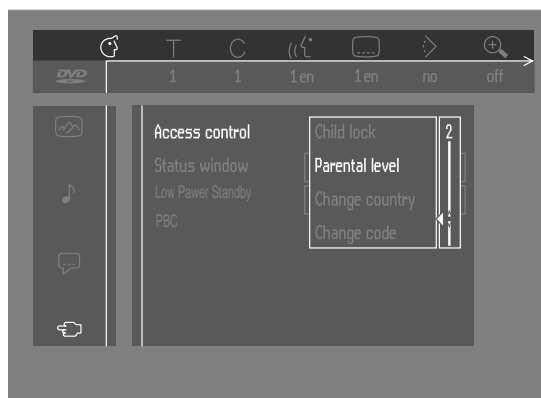 T C
DVD 1 1 1 en 1 en no off
Access control Child lock 2
Status window Parental level
Low Pawer Standby Change country
PBC Change code